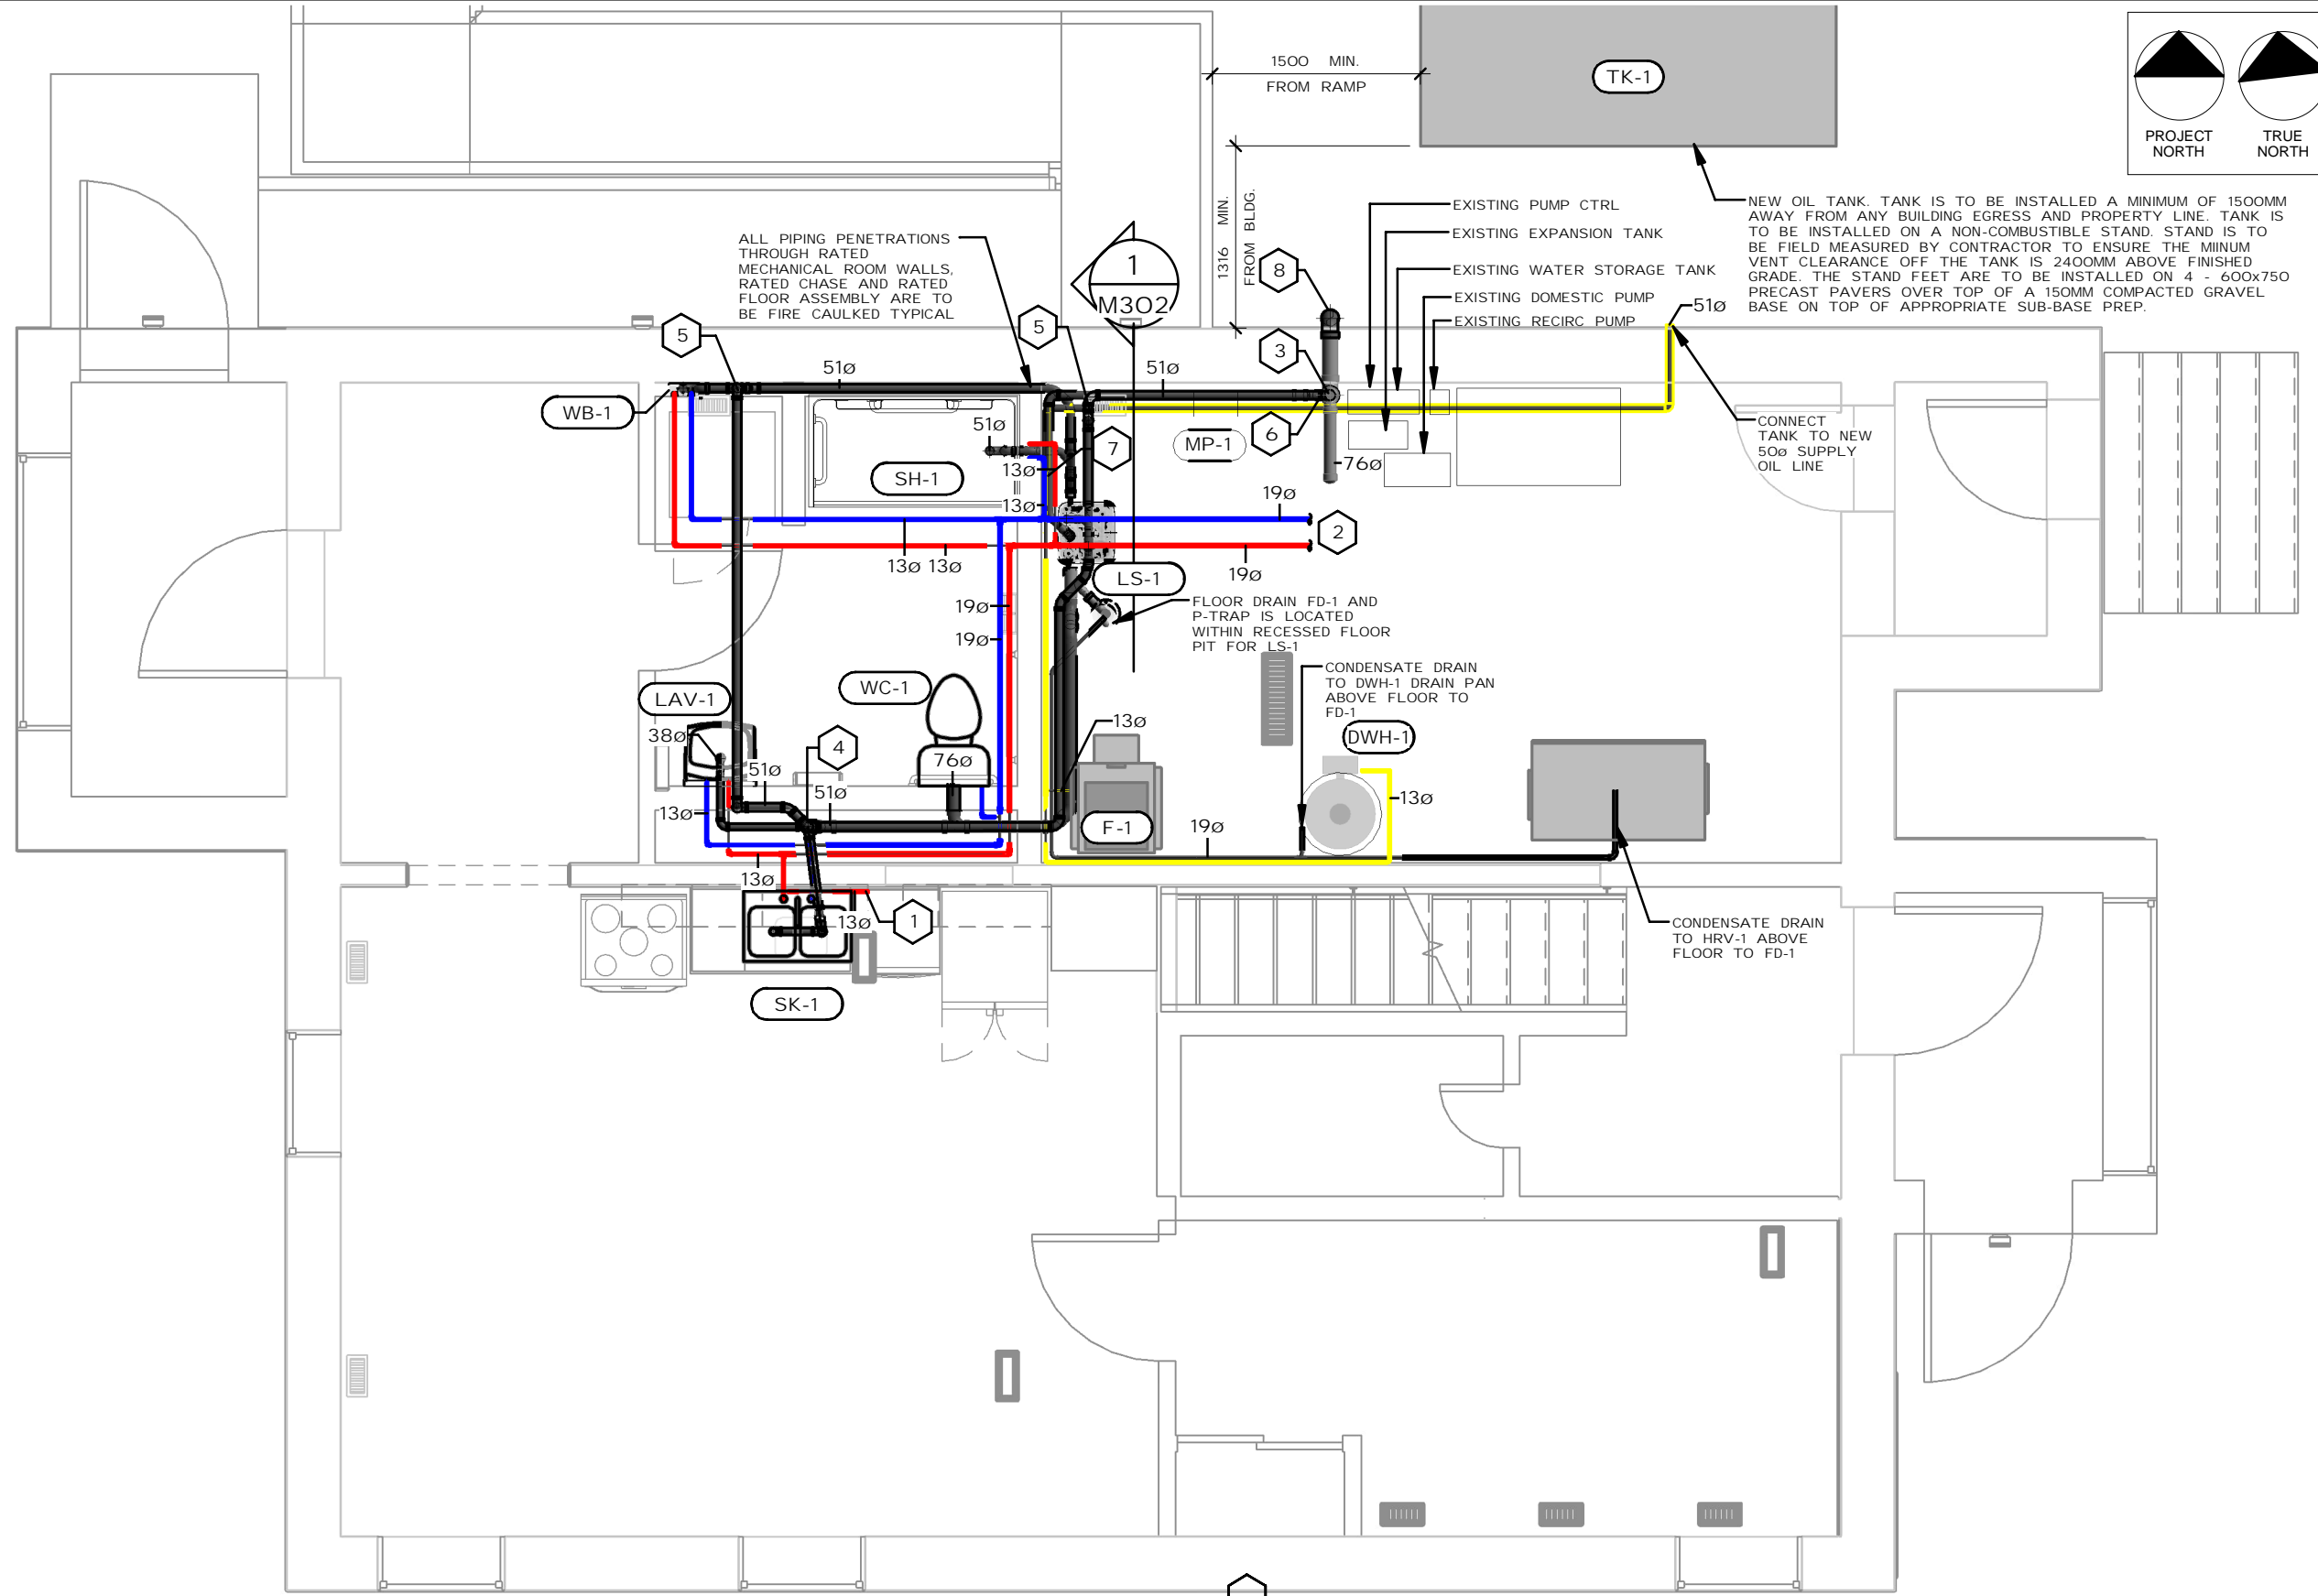 1500 MIN.
FROM RAMP
TK-1
PROJECT
NORTH
TRUE
NORTH
1316 MIN.
FROM BLDG.
NEW OIL TANK. TANK IS TO BE INSTALLED A MINIMUM OF 1500MM
AWAY FROM ANY BUILDING EGRESS AND PROPERTY LINE. TANK IS
TO BE INSTALLED ON A NON-COMBUSTIBLE STAND. STAND IS TO
BE FIELD MEASURED BY CONTRACTOR TO ENSURE THE MIINUM
VENT CLEARANCE OFF THE TANK IS 2400MM ABOVE FINISHED
GRADE. THE STAND FEET ARE TO BE INSTALLED ON 4 - 600x750
PRECAST PAVERS OVER TOP OF A 150MM COMPACTED GRAVEL
BASE ON TOP OF APPROPRIATE SUB-BASE PREP.
EXISTING PUMP CTRL
EXISTING EXPANSION TANK
EXISTING WATER STORAGE TANK
EXISTING DOMESTIC PUMP
EXISTING RECIRC PUMP
ALL PIPING PENETRATIONS
THROUGH RATED
MECHANICAL ROOM WALLS,
RATED CHASE AND RATED
FLOOR ASSEMBLY ARE TO
BE FIRE CAULKED TYPICAL
1
M302
8
5
5
3
51ø
51ø
51ø
WB-1
CONNECT
TANK TO NEW
50ø SUPPLY
OIL LINE
51ø
MP-1
6
7
76ø
SH-1
13ø
13ø
19ø
2
13ø 13ø
19ø
LS-1
19ø
19ø
FLOOR DRAIN FD-1 AND
P-TRAP IS LOCATED
WITHIN RECESSED FLOOR
PIT FOR LS-1
CONDENSATE DRAIN
TO DWH-1 DRAIN PAN
ABOVE FLOOR TO
FD-1
LAV-1
WC-1
38ø
4
13ø
DWH-1
51ø
76ø
51ø
13ø
13ø
F-1
19ø
13ø
13ø
1
CONDENSATE DRAIN
TO HRV-1 ABOVE
FLOOR TO FD-1
SK-1